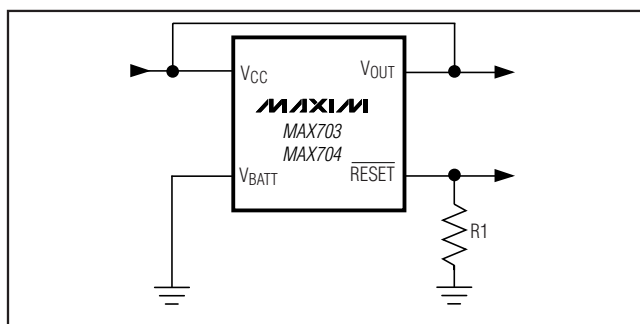 VCC
VOUT
MAXIM
MAX703
MAX704
VBATT
RESET
R1